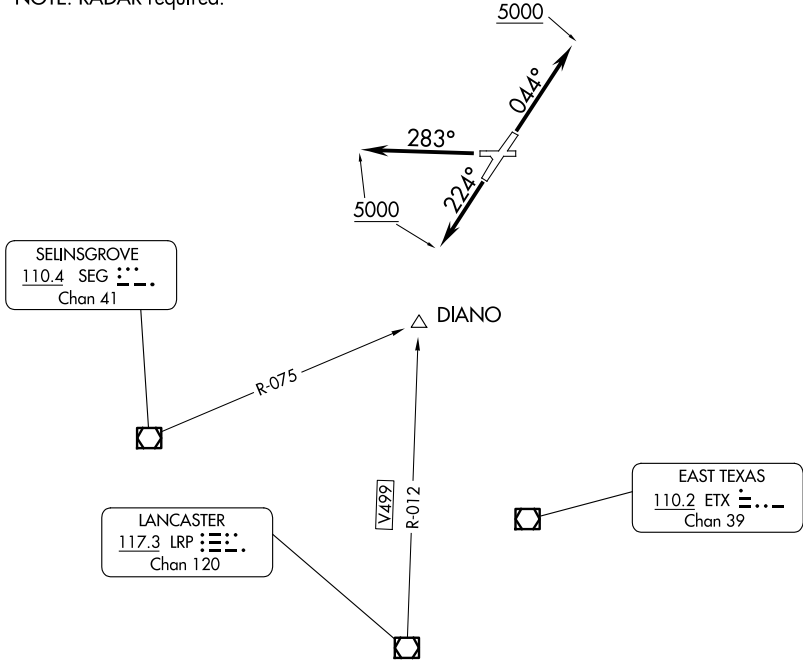 NOTE: RADAR required.
5000
044°
283°
224°
5000
SELINSGROVE
110.4 SEG
Chan 41
DIANO
R-075
V499
R-012
EAST TEXAS
110.2 ETX
Chan 39
LANCASTER
117.3 LRP
Chan 120